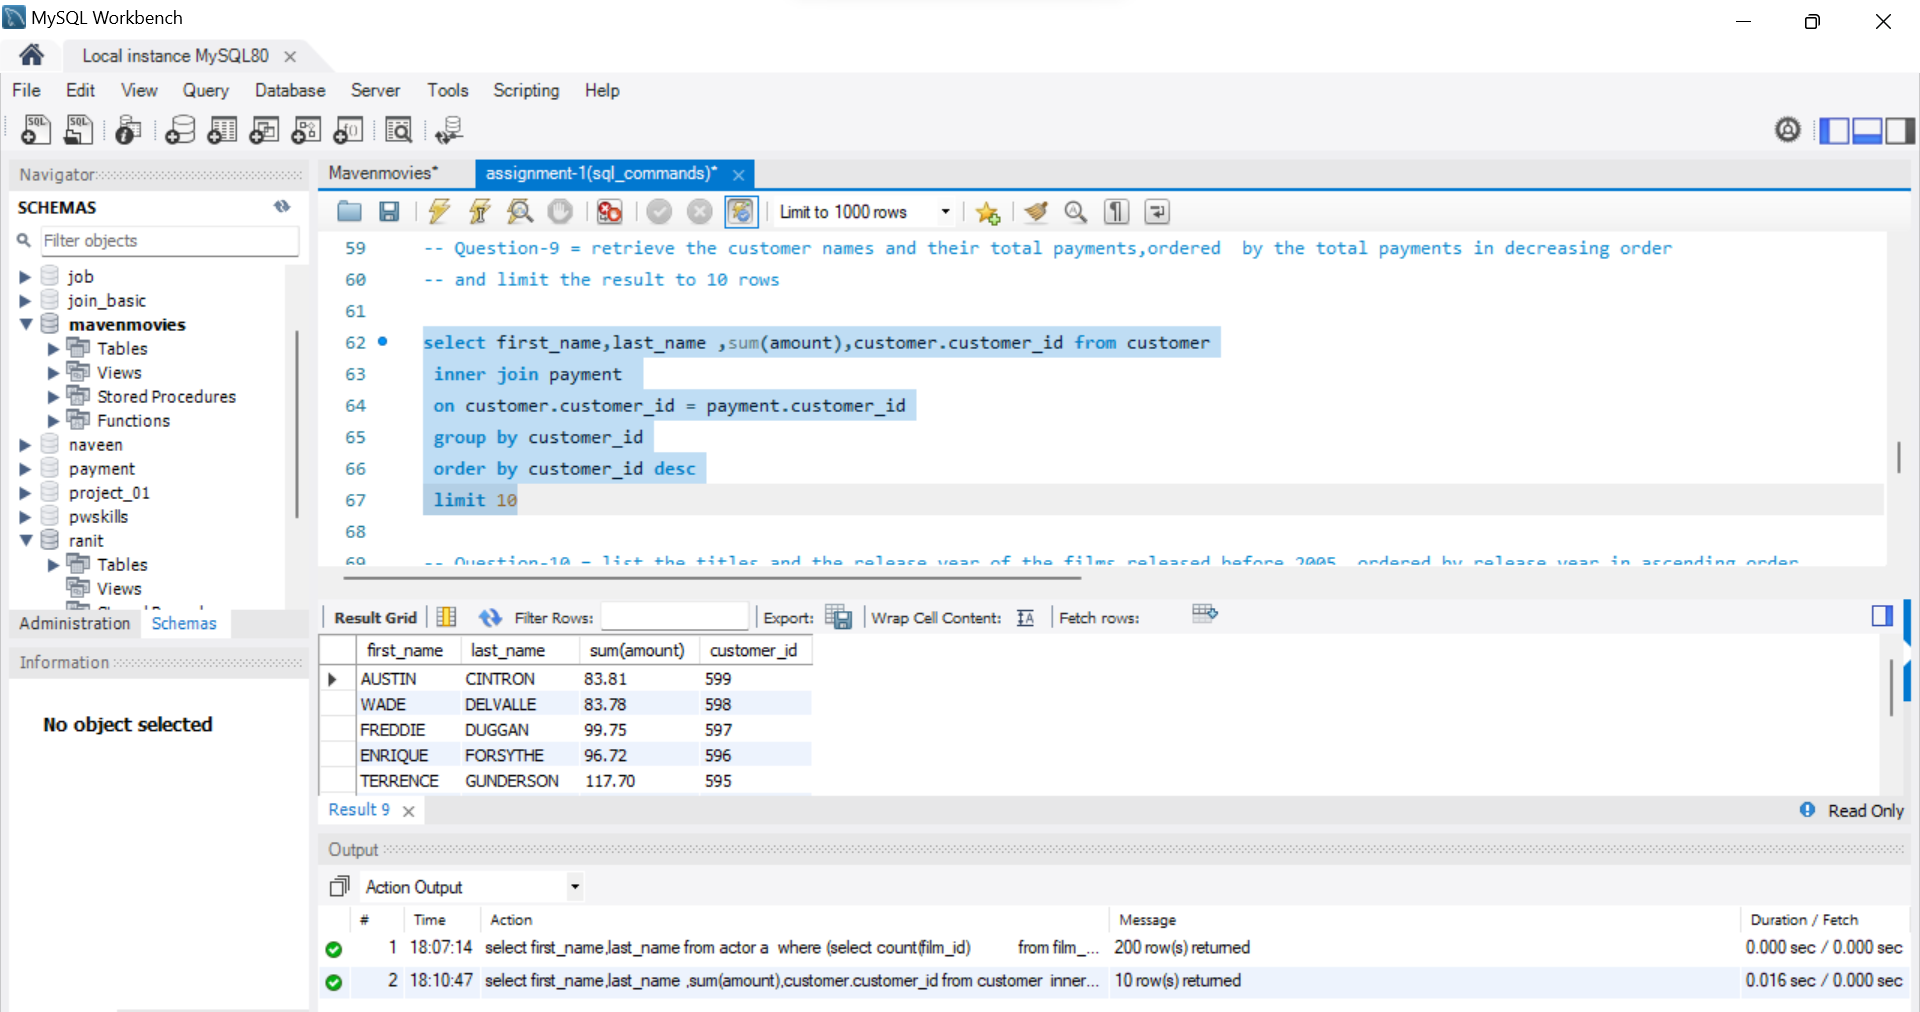 MySQL Workbench
Local instance MySQL80
File Edit View Query Database Server Tools Scripting Help
Navigator
SCHEMAS
Filter objects
job
join_basic
mavenmovies
Tables
Views
Stored Procedures
Functions
naveen
payment
project_01
pwskills
ranit
Tables
Views
Administration Schemas
Information
No object selected
Mavenmovies* assignment-1(sql_commands)*
Limit to 1000 rows
59 -- Question-9 = retrieve the customer names and their total payments,ordered  by the total payments in decreasing order
60 -- and limit the result to 10 rows
61
62 select first_name,last_name ,sum(amount),customer.customer_id from customer
63 inner join payment
64 on customer.customer_id = payment.customer_id
65 group by customer_id
66 order by customer_id desc
67 limit 10
68
69 -- Question-10 = list the titles and the release year of the films released before 2005, ordered by release year in ascending order
Result Grid Filter Rows: Export: Wrap Cell Content: Fetch rows:
first_name last_name sum(amount) customer_id
AUSTIN CINTRON 83.81 599
WADE DELVALLE 83.78 598
FREDDIE DUGGAN 99.75 597
ENRIQUE FORSYTHE 96.72 596
TERRENCE GUNDERSON 117.70 595
Result 9
Read Only
Output
Action Output
# Time Action Message Duration / Fetch
1 18:07:14 select first_name,last_name from actor a  where (select count(film_id) from film_... 200 row(s) returned 0.000 sec / 0.000 sec
2 18:10:47 select first_name,last_name ,sum(amount),customer.customer_id from customer  inner... 10 row(s) returned 0.016 sec / 0.000 sec